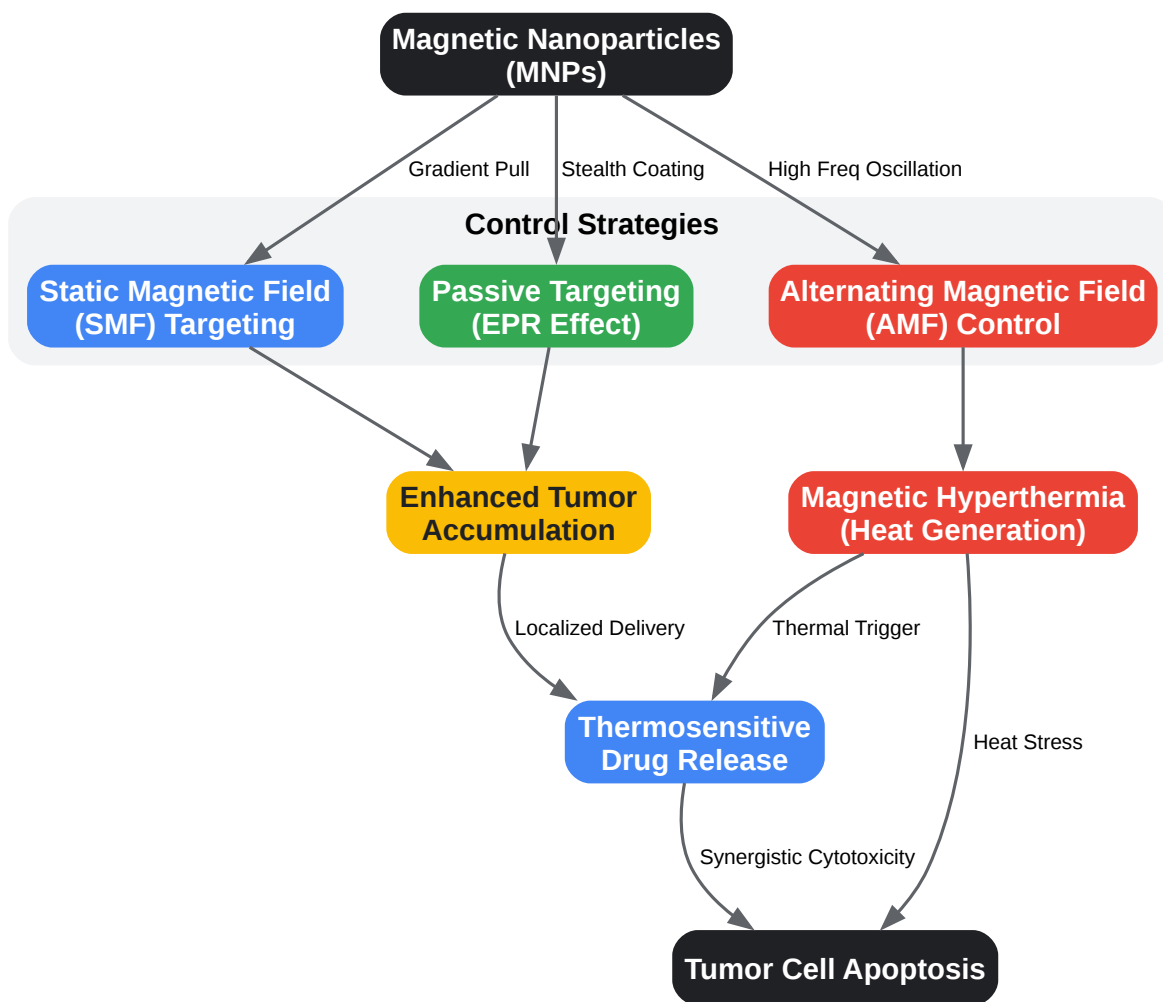 Magnetic Nanoparticles
(MNPs)
Gradient Pull
Stealth Coating
High Freq Oscillation
Control Strategies
Static Magnetic Field
(SMF) Targeting
Passive Targeting
(EPR Effect)
Alternating Magnetic Field
(AMF) Control
Enhanced Tumor
Accumulation
Magnetic Hyperthermia
(Heat Generation)
Localized Delivery
Thermal Trigger
Thermosensitive
Drug Release
Heat Stress
Synergistic Cytotoxicity
Tumor Cell Apoptosis